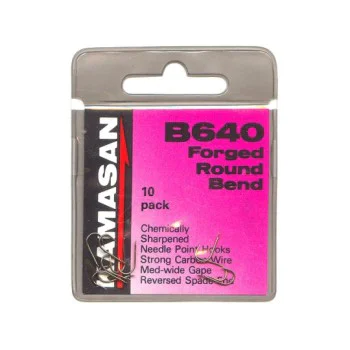 KAMASAN
B640
Forged
Round
Bend
10
pack
Chemically
Sharpened
Needle Point Hooks
Strong Carbon Wire
Med-wide Gape
Reversed Spade End